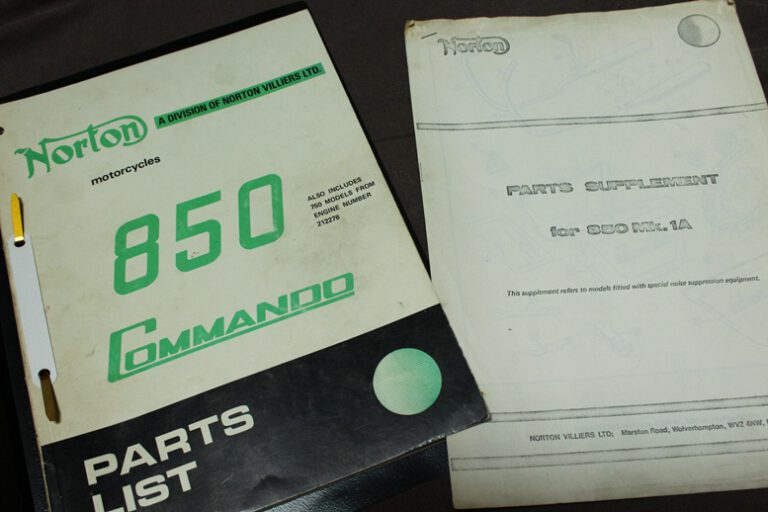 Norton
A DIVISION OF NORTON VILLIERS LTD.
motorcycles
850
ALSO INCLUDES
750 MODELS FROM
ENGINE NUMBER
212278
COMMANDO
PARTS
LIST
Norton
PARTS SUPPLEMENT
for 850 Mk.1A
This supplement refers to models fitted with special noise suppression equipment.
NORTON VILLIERS LTD; Marston Road, Wolverhampton, WV2 4NW,